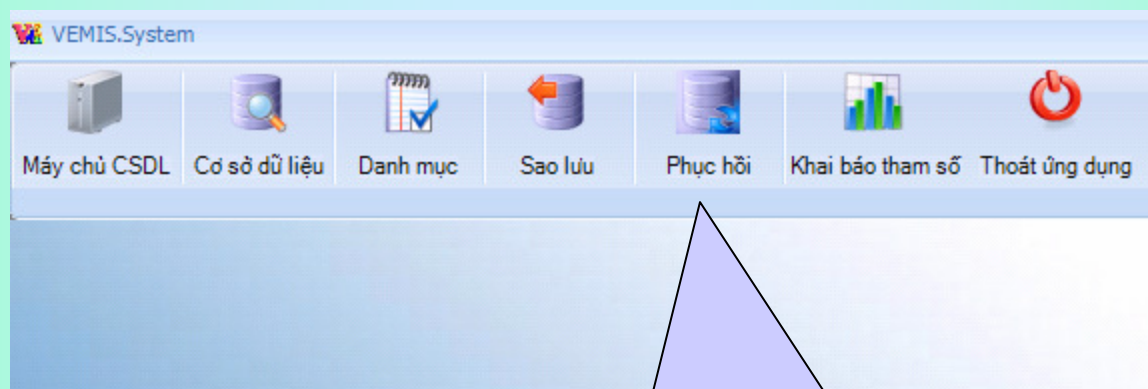 VEMIS.System
Máy chủ CSDL Cơ sở dữ liệu Danh mục Sao lưu Phục hồi Khai báo tham số Thoát ứng dụng